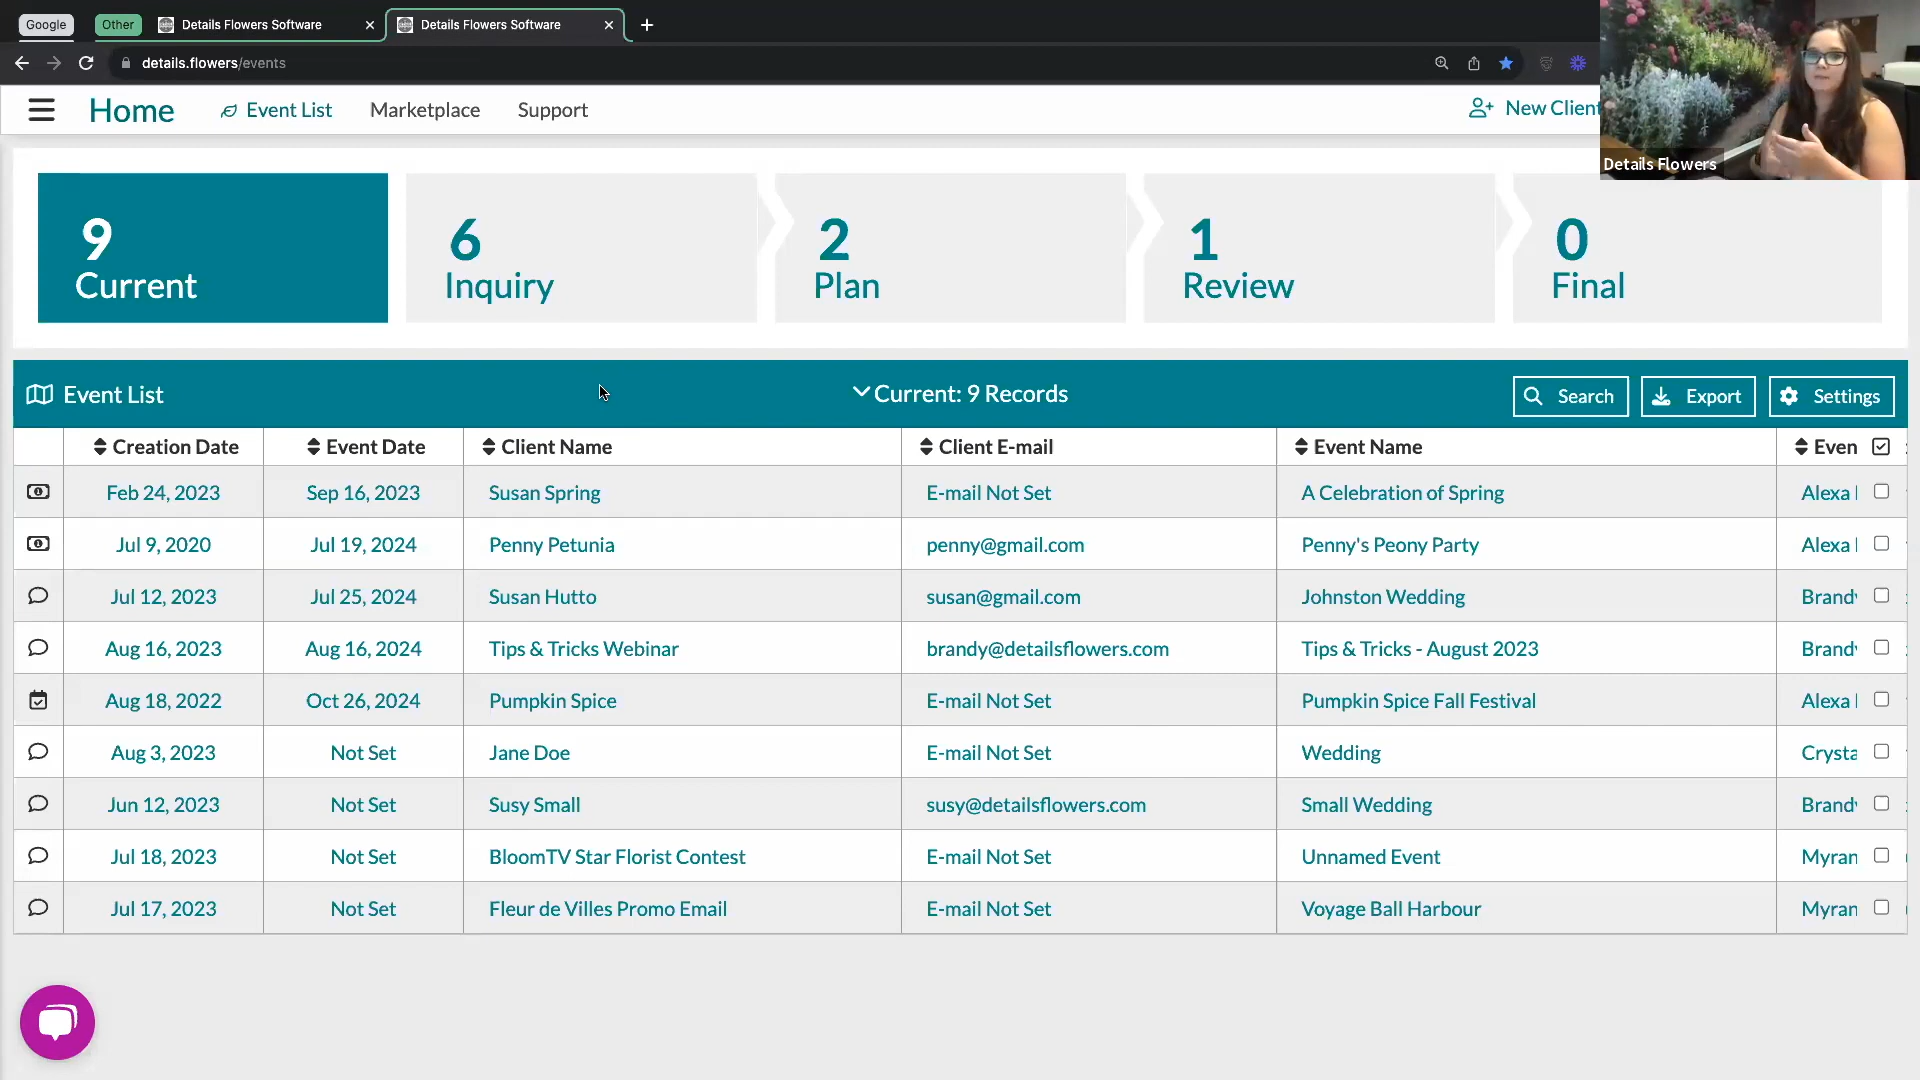 Google Other Details Flowers Software Details Flowers Software
details.flowers/events
Home Event List Marketplace Support New Client
Details Flowers
9 Current
6 Inquiry
2 Plan
1 Review
0 Final
Event List Current: 9 Records Search Export Settings
Creation Date Event Date Client Name Client E-mail Event Name Even
Feb 24, 2023 Sep 16, 2023 Susan Spring E-mail Not Set A Celebration of Spring Alexa
Jul 9, 2020 Jul 19, 2024 Penny Petunia penny@gmail.com Penny's Peony Party Alexa
Jul 12, 2023 Jul 25, 2024 Susan Hutto susan@gmail.com Johnston Wedding Brand
Aug 16, 2023 Aug 16, 2024 Tips & Tricks Webinar brandy@detailsflowers.com Tips & Tricks - August 2023 Brand
Aug 18, 2022 Oct 26, 2024 Pumpkin Spice E-mail Not Set Pumpkin Spice Fall Festival Alexa
Aug 3, 2023 Not Set Jane Doe E-mail Not Set Wedding Crysta
Jun 12, 2023 Not Set Susy Small susy@detailsflowers.com Small Wedding Brand
Jul 18, 2023 Not Set BloomTV Star Florist Contest E-mail Not Set Unnamed Event Myran
Jul 17, 2023 Not Set Fleur de Villes Promo Email E-mail Not Set Voyage Ball Harbour Myran